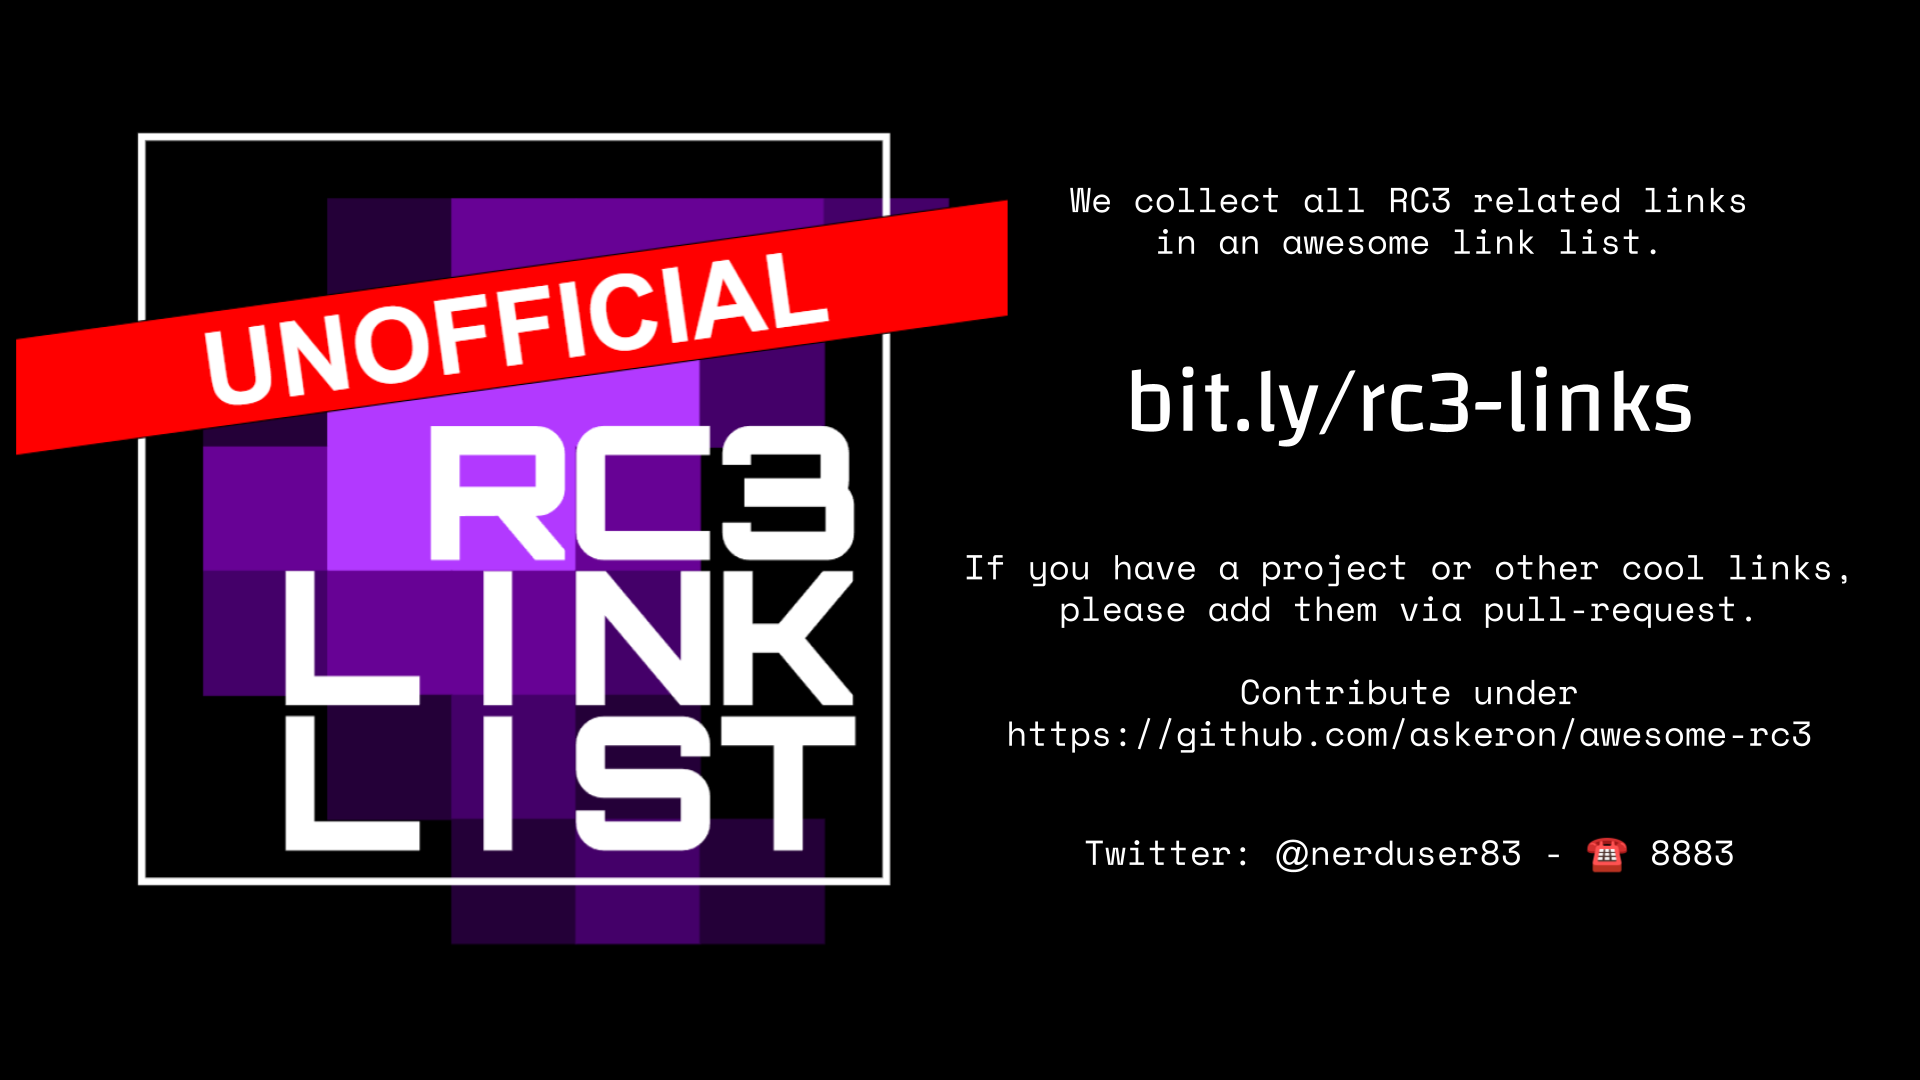 UNOFFICIAL
RC3
LINK
LIST
We collect all RC3 related links
in an awesome link list.
bit.ly/rc3-links
If you have a project or other cool links,
please add them via pull-request.
Contribute under
https://github.com/askeron/awesome-rc3
Twitter: @nerduser83 - ☎️ 8883